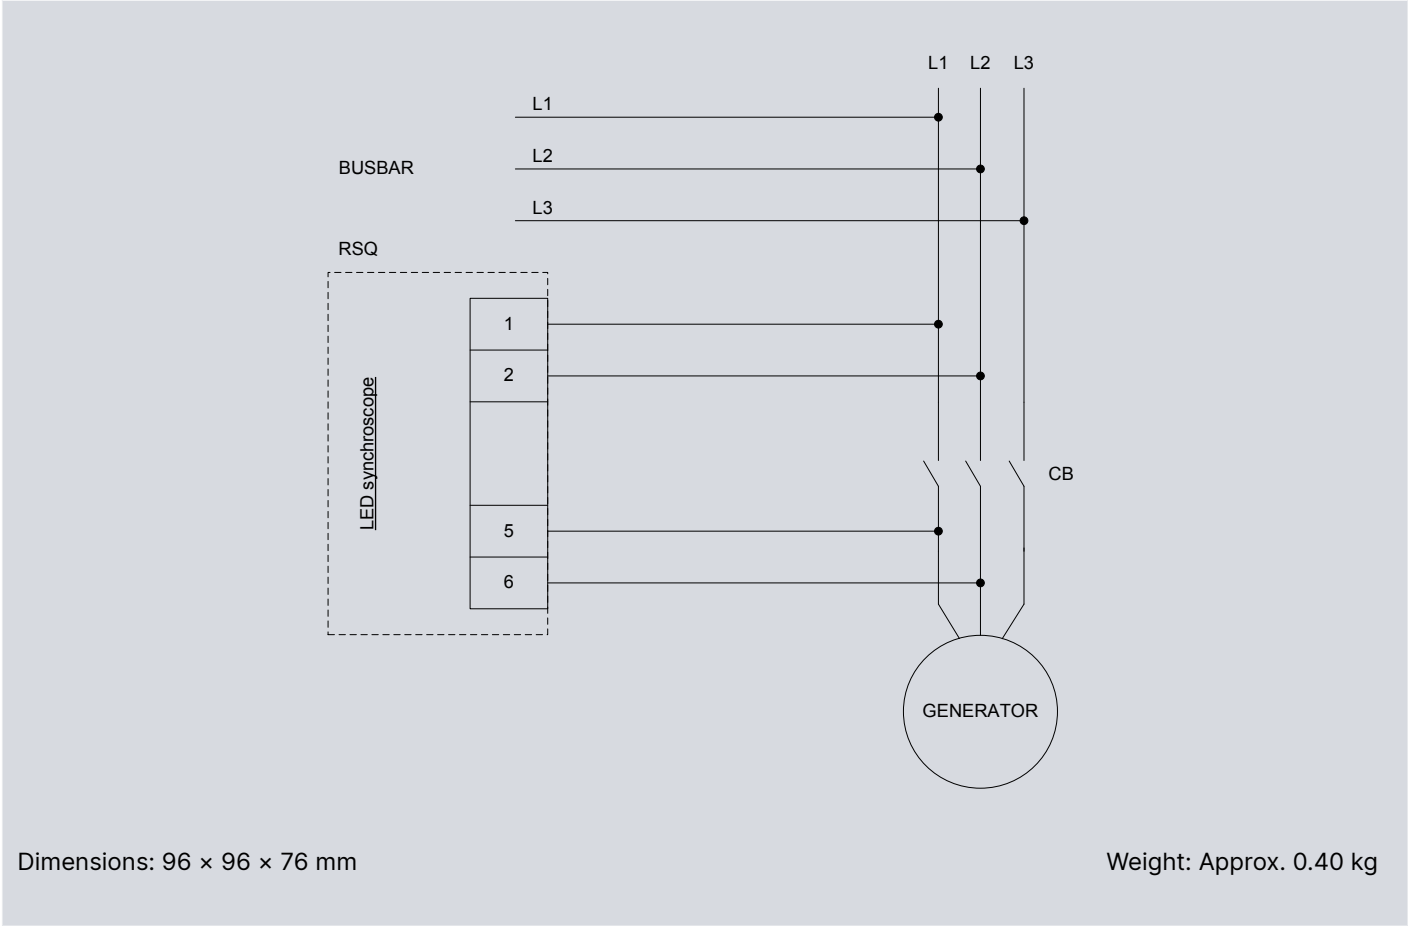 L1 L2 L3
L1
L2
BUSBAR
L3
RSQ
1
2
LED synchroscope
CB
5
6
GENERATOR
Dimensions: 96 × 96 × 76 mm
Weight: Approx. 0.40 kg